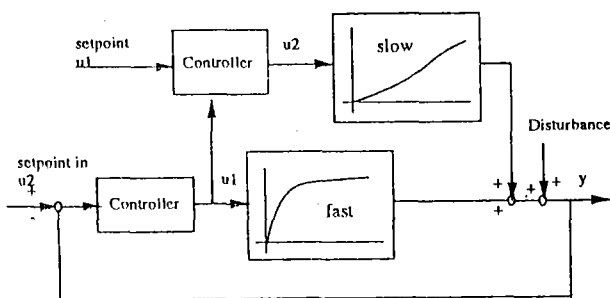 setpoint
u1
Controller
u2
slow
Disturbance
setpoint in
u2
+
-
Controller
u1
fast
+
+
+
+
y